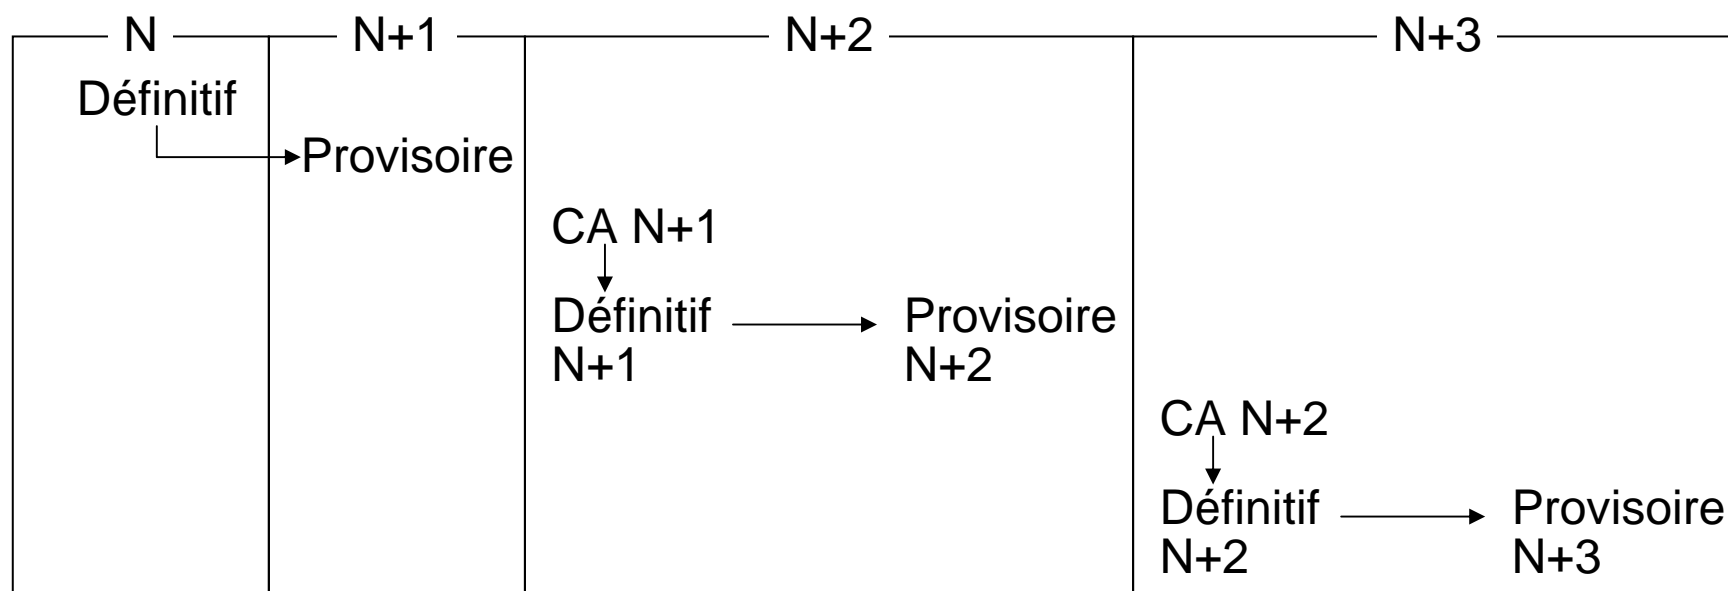 N N+1 N+2 N+3
Définitif
Provisoire
CA N+1
Définitif Provisoire
N+1 N+2
CA N+2
Définitif Provisoire
N+2 N+3